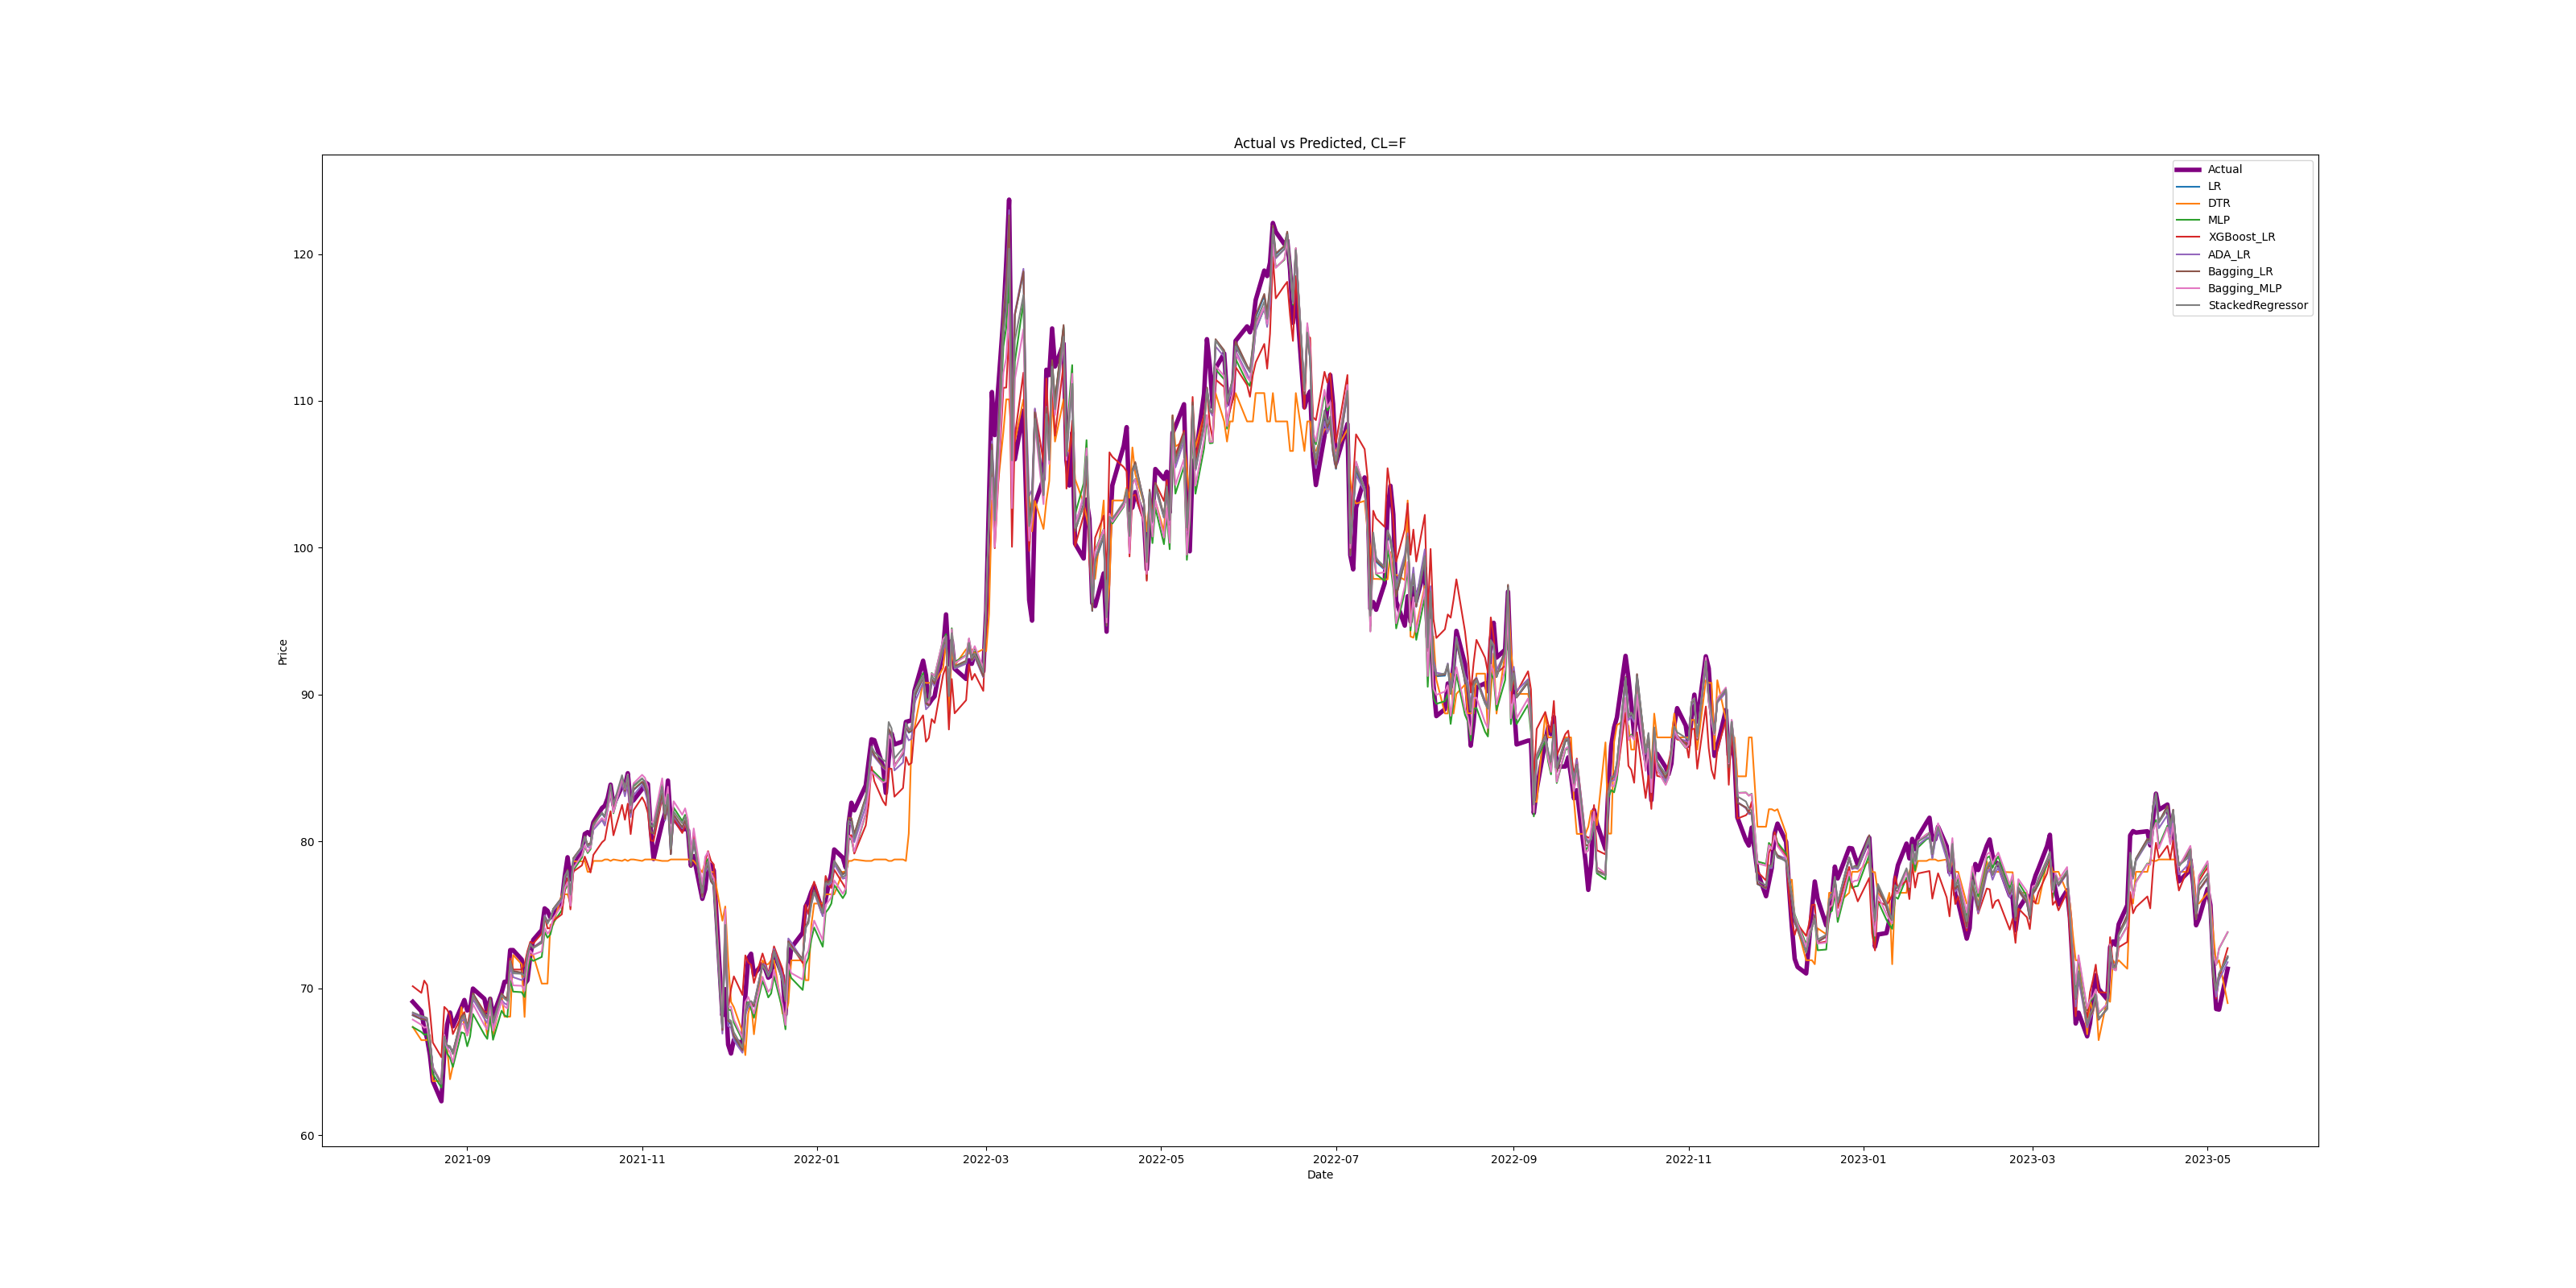 Actual vs Predicted, CL=F
Actual
LR
DTR
MLP
XGBoost_LR
ADA_LR
Bagging_LR
Bagging_MLP
StackedRegressor
Price
120
110
100
90
80
70
60
2021-09 2021-11 2022-01 2022-03 2022-05 2022-07 2022-09 2022-11 2023-01 2023-03 2023-05
Date